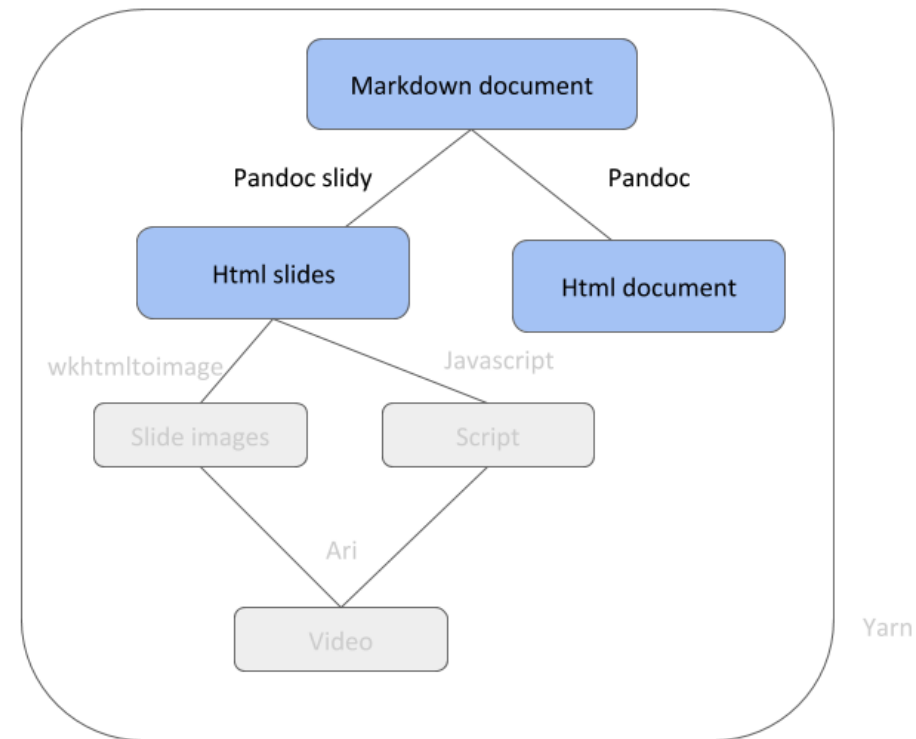 Markdown document
Pandoc slidy
Pandoc
Html slides
Html document
wkhtmltoimage
Javascript
Slide images
Script
Ari
Video
Yarn